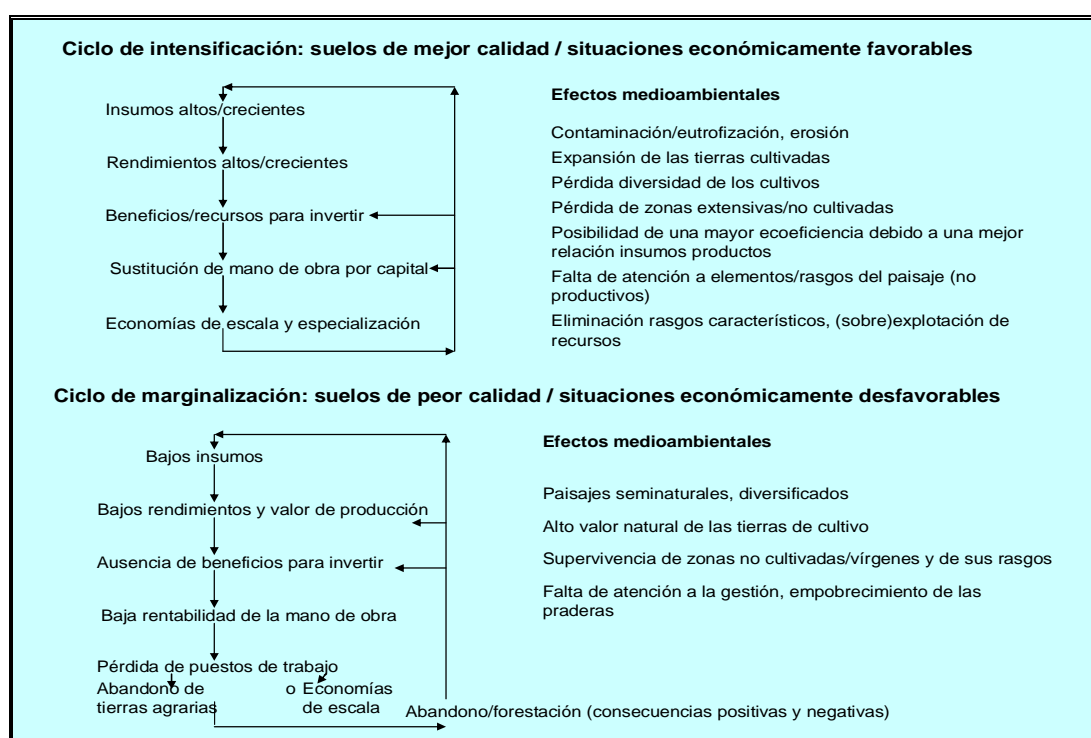 Ciclo de intensificación: suelos de mejor calidad / situaciones económicamente favorables
Insumos altos/crecientes
Rendimientos altos/crecientes
Beneficios/recursos para invertir
Sustitución de mano de obra por capital
Economías de escala y especialización
Efectos medioambientales
Contaminación/eutrofización, erosión
Expansión de las tierras cultivadas
Pérdida diversidad de los cultivos
Pérdida de zonas extensivas/no cultivadas
Posibilidad de una mayor ecoeficiencia debido a una mejor
relación insumos productos
Falta de atención a elementos/rasgos del paisaje (no
productivos)
Eliminación rasgos característicos, (sobre)explotación de
recursos
Ciclo de marginalización: suelos de peor calidad / situaciones económicamente desfavorables
Bajos insumos
Bajos rendimientos y valor de producción
Ausencia de beneficios para invertir
Baja rentabilidad de la mano de obra
Pérdida de puestos de trabajo
Abandono de
tierras agrarias
o Economías
de escala
Abandono/forestación (consecuencias positivas y negativas)
Efectos medioambientales
Paisajes seminaturales, diversificados
Alto valor natural de las tierras de cultivo
Supervivencia de zonas no cultivadas/vírgenes y de sus rasgos
Falta de atención a la gestión, empobrecimiento de las
praderas